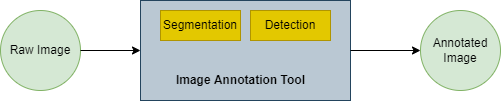 Raw Image
Segmentation
Detection
Image Annotation Tool
Annotated
Image